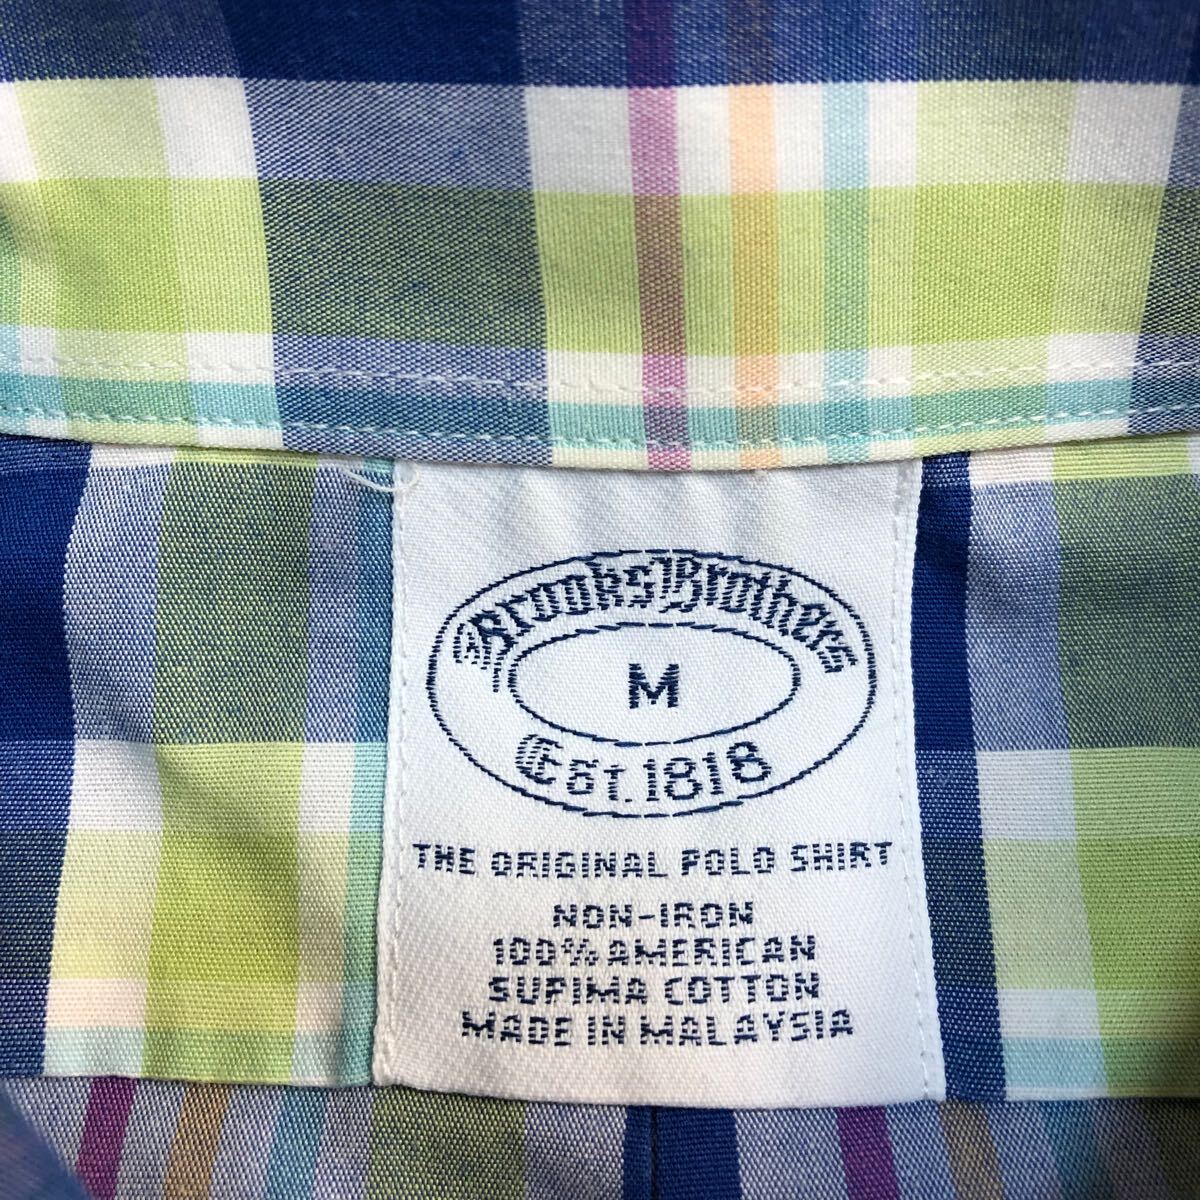 Brooks Brothers
M
Est. 1818
THE ORIGINAL POLO SHIRT
NON-IRON
100% AMERICAN
SUPIMA COTTON
MADE IN MALAYSIA